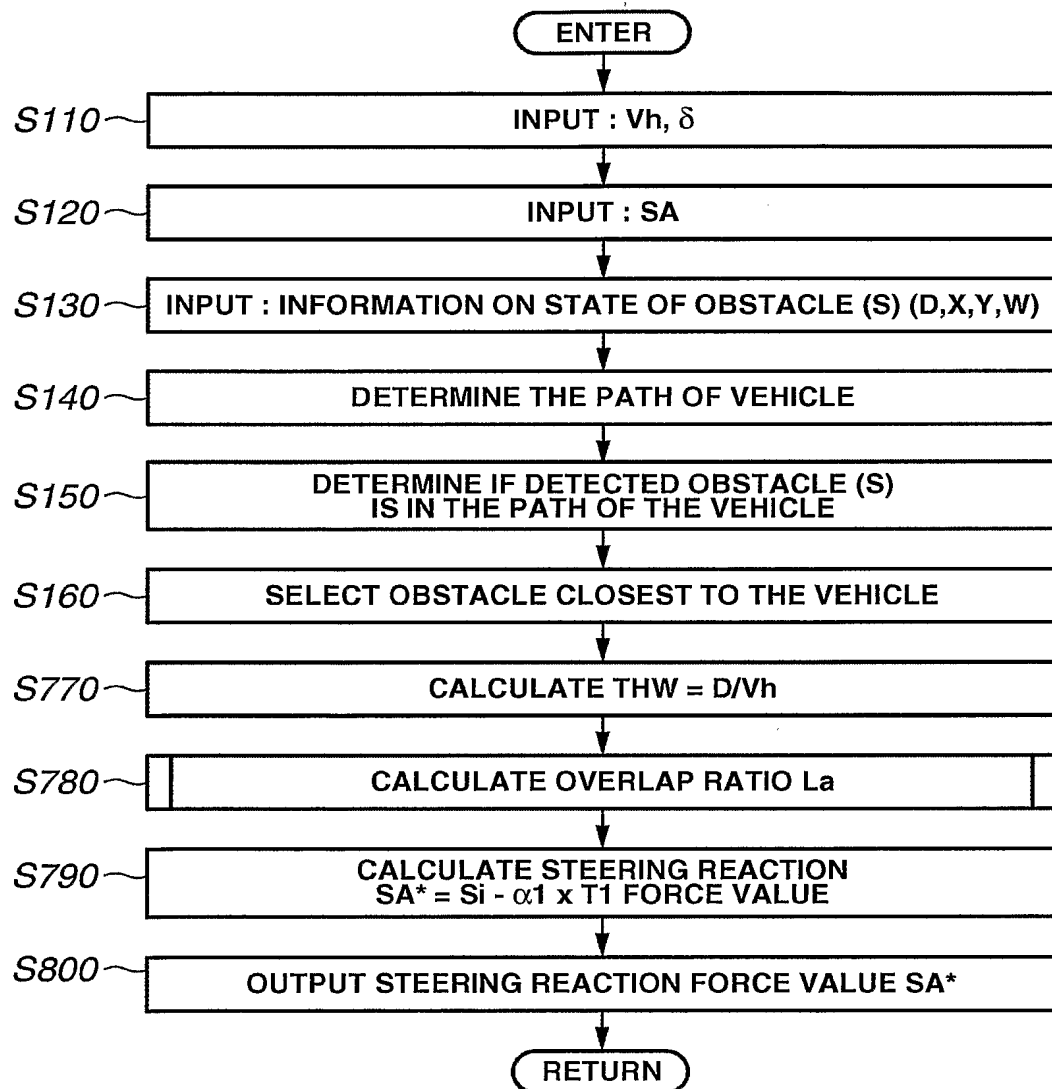 ENTER
S110
INPUT : Vh, δ
S120
INPUT : SA
S130
INPUT : INFORMATION ON STATE OF OBSTACLE (S) (D,X,Y,W)
S140
DETERMINE THE PATH OF VEHICLE
S150
DETERMINE IF DETECTED OBSTACLE (S)
IS IN THE PATH OF THE VEHICLE
S160
SELECT OBSTACLE CLOSEST TO THE VEHICLE
S770
CALCULATE THW = D/Vh
S780
CALCULATE OVERLAP RATIO La
S790
CALCULATE STEERING REACTION
SA* = Si - α1 x T1 FORCE VALUE
S800
OUTPUT STEERING REACTION FORCE VALUE SA*
RETURN